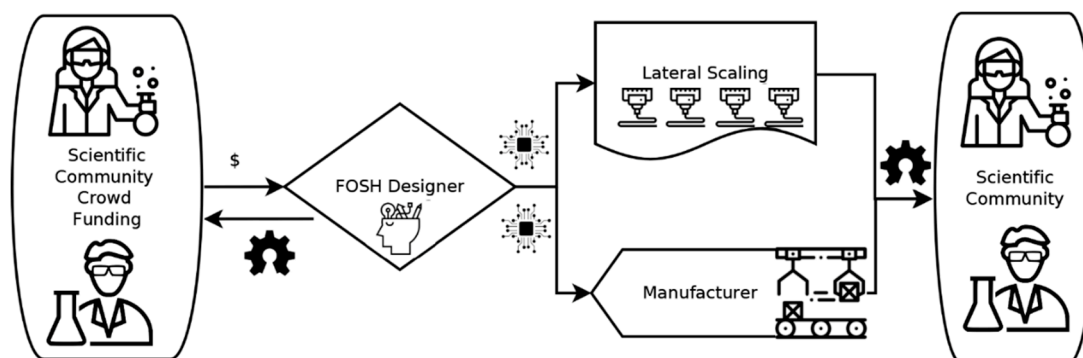 Scientific
Community
Crowd
Funding
$
FOSH Designer
Lateral Scaling
Manufacturer
Scientific
Community